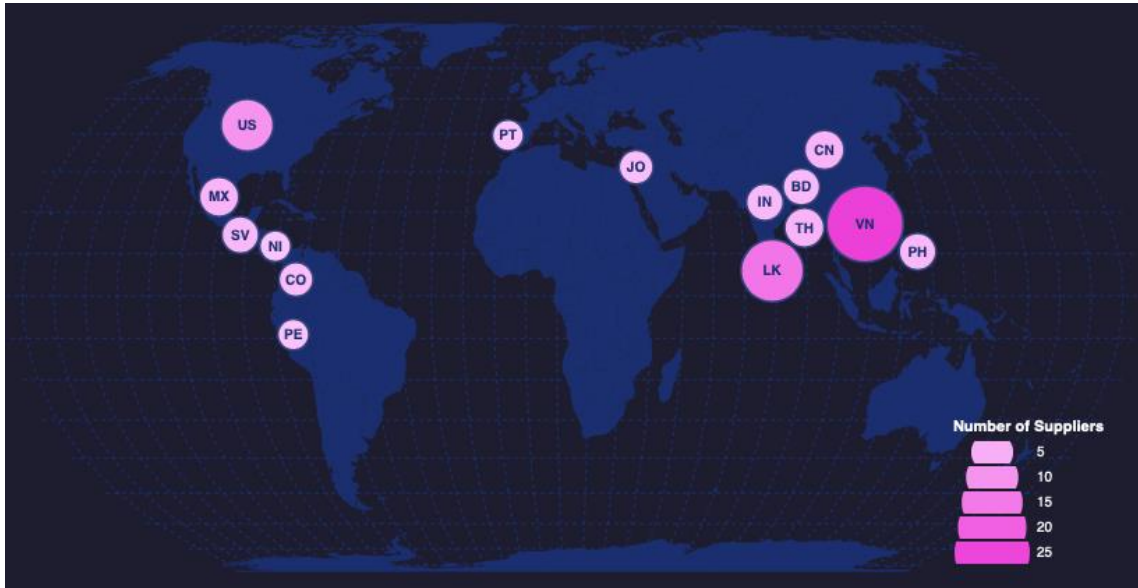 US
PT
CN
JO
BD
MX
IN
VN
TH
SV
NI
PH
LK
CO
PE
Number of Suppliers
5
10
15
20
25